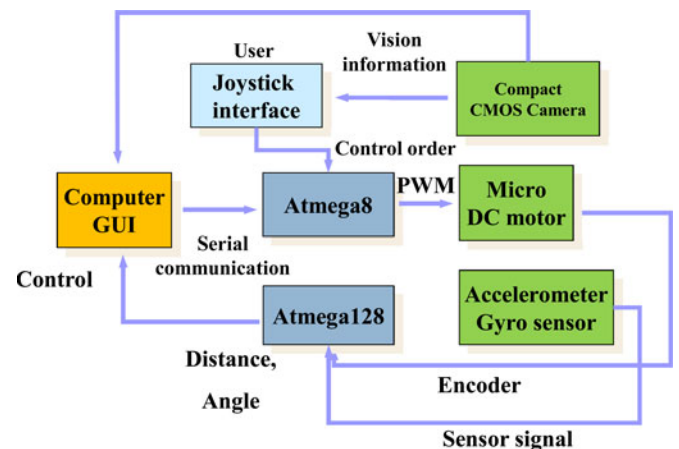 User
Vision
information
Joystick
interface
Compact
CMOS Camera
Control order
PWM
Computer
GUI
Atmega8
Micro
DC motor
Serial
communication
Control
Atmega128
Accelerometer
Gyro sensor
Distance,
Angle
Encoder
Sensor signal